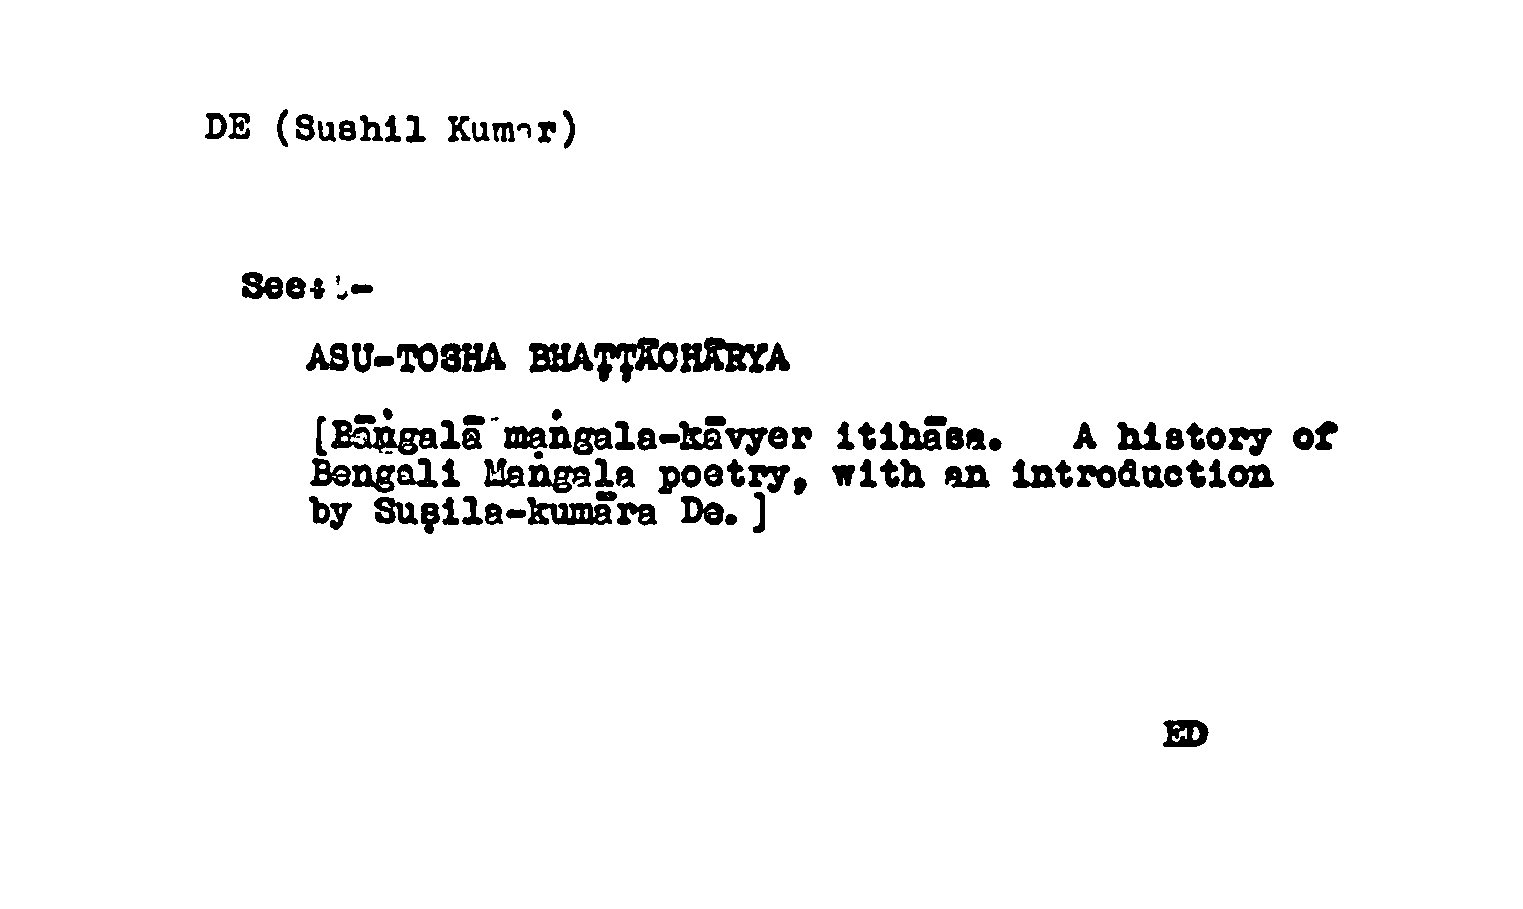 DE (Sushil Kumar)
See:-
ASU-TOSHA BHAṬṬĀCHĀRYA
[Bāṅgalā maṅgala-kāvyer itihāsa. A history of
Bengali Maṅgala poetry, with an introduction
by Suṣila-kumāra De.]
ED